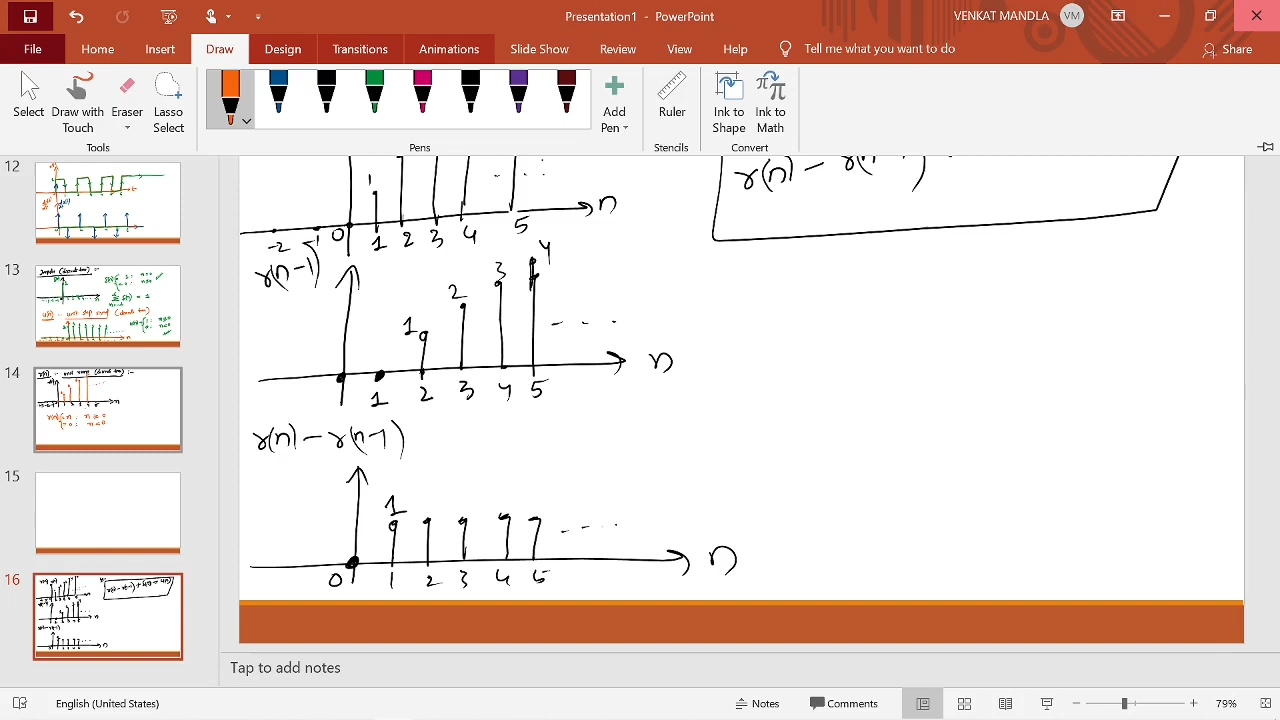 Presentation1 - PowerPoint
VENKAT MANDLA VM
File Home Insert Draw Design Transitions Animations Slide Show Review View Help Tell me what you want to do Share
Select
Draw with Touch
Eraser
Lasso Select
Add Pen
Ruler
Ink to Shape
Ink to Math
Tools
Pens
Stencils
Convert
12
13
14
15
16
1
-2 -1 0 1 2 3 4 5 n
r(n) -
r(n-1)
1 2 3 4
1 2 3 4 5 n
r(n) - r(n-1)
1
0 1 2 3 4 5 n
Tap to add notes
English (United States)
Notes
Comments
79%